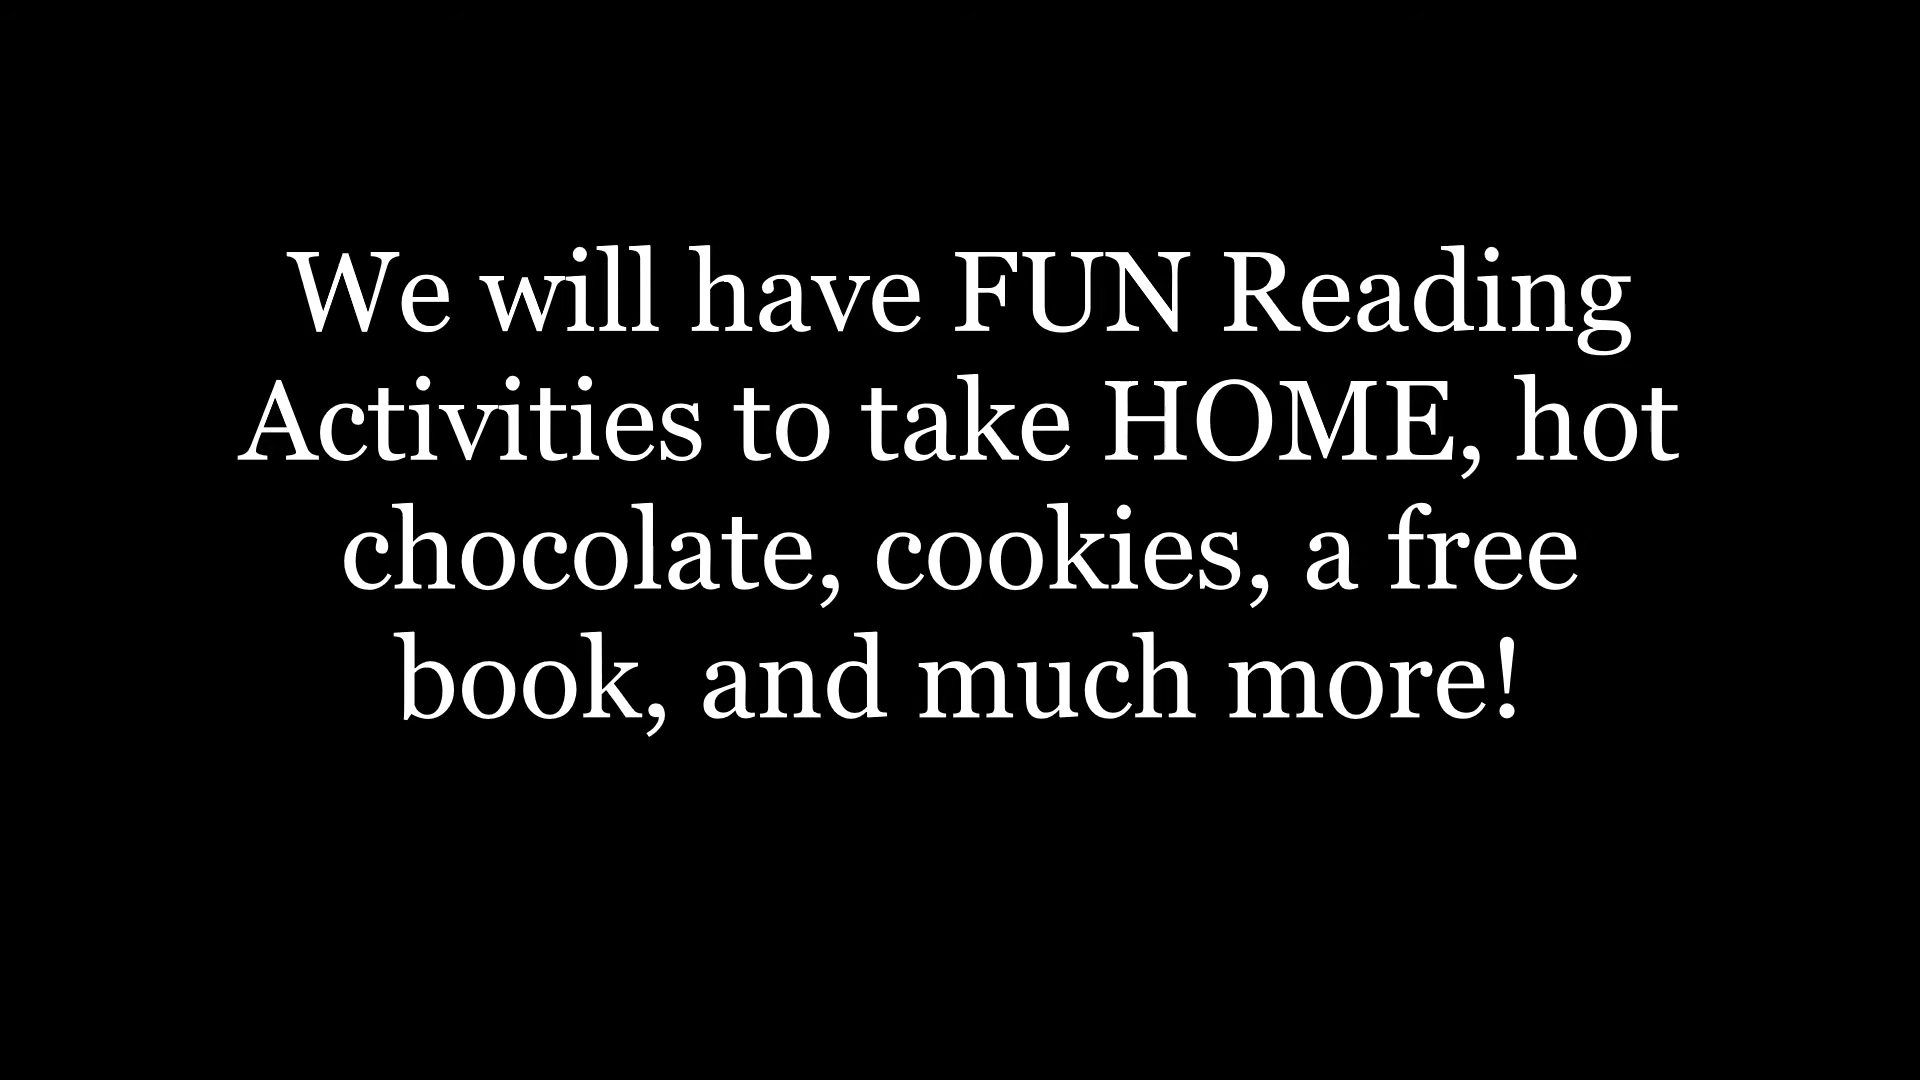 We will have FUN Reading
Activities to take HOME, hot
chocolate, cookies, a free
book, and much more!